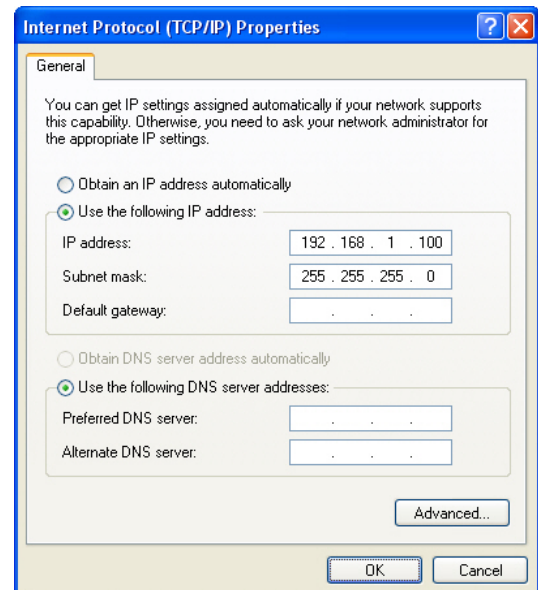 Internet Protocol (TCP/IP) Properties
General
You can get IP settings assigned automatically if your network supports
this capability. Otherwise, you need to ask your network administrator for
the appropriate IP settings.
Obtain an IP address automatically
Use the following IP address:
IP address: 192 . 168 . 1 . 100
Subnet mask: 255 . 255 . 255 . 0
Default gateway: . . .
Obtain DNS server address automatically
Use the following DNS server addresses:
Preferred DNS server: . . .
Alternate DNS server: . . .
Advanced...
OK Cancel